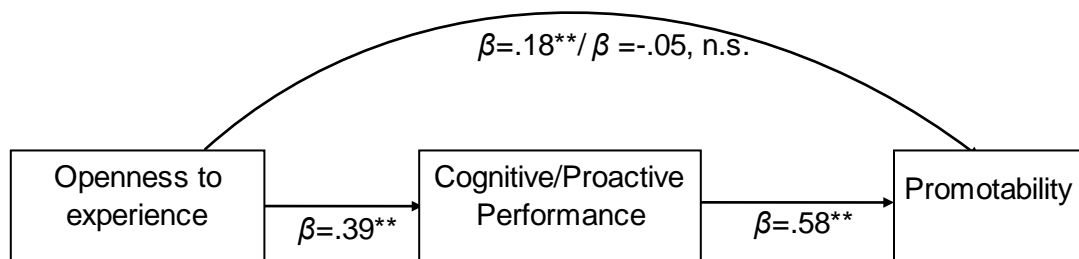 β=.18**/ β =-.05, n.s.
Openness to
experience
β=.39**
Cognitive/Proactive
Performance
β=.58**
Promotability